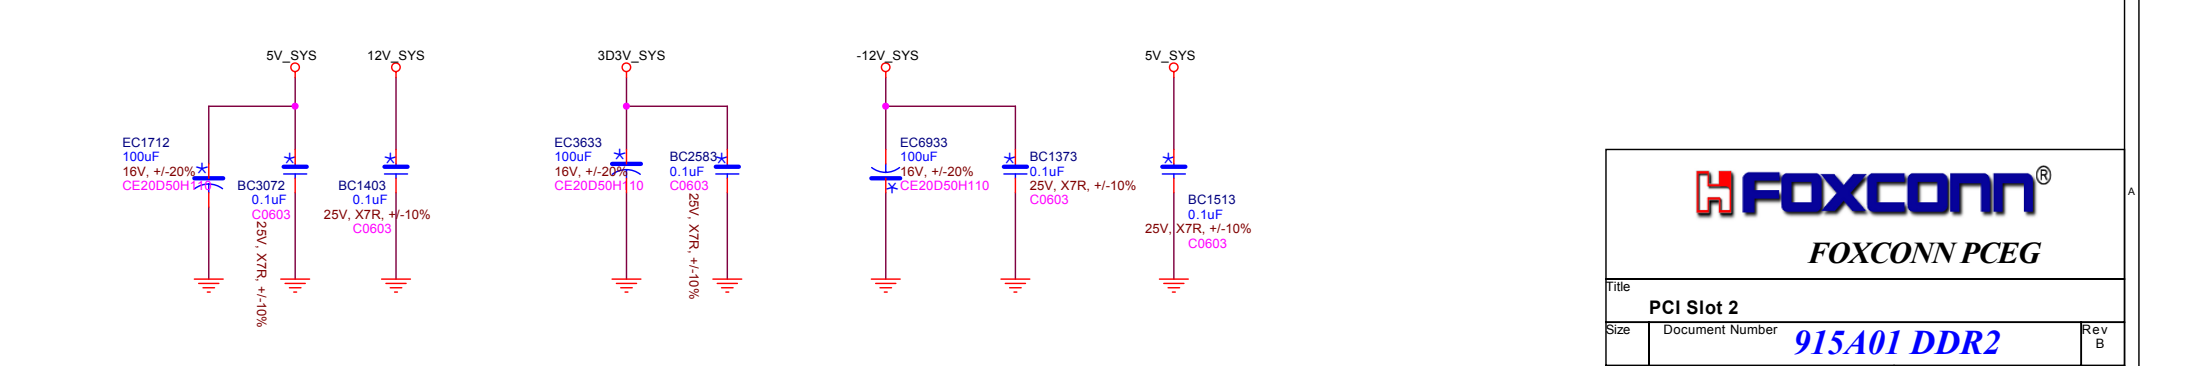 5V_SYS
12V_SYS
3D3V_SYS
-12V_SYS
5V_SYS
EC1712
100uF
16V, +/-20%
CE20D50H110
BC3072
0.1uF
C0603
25V, X7R, +/-10%
BC1403
0.1uF
25V, X7R, +/-10%
C0603
EC3633
100uF
16V, +/-20%
CE20D50H110
BC2583
0.1uF
C0603
25V, X7R, +/-10%
EC6933
100uF
16V, +/-20%
CE20D50H110
BC1373
0.1uF
25V, X7R, +/-10%
C0603
BC1513
0.1uF
25V, X7R, +/-10%
C0603
FOXCONN®
FOXCONN PCEG
Title
PCI Slot 2
Size
Document Number
915A01 DDR2
Rev
B
A